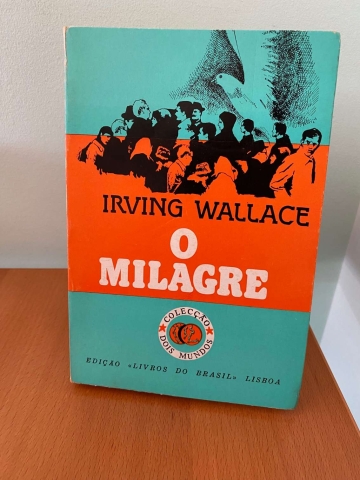 IRVING WALLACE
O
MILAGRE
COLECÇÃO
DOIS MUNDOS
EDIÇÃO «LIVROS DO BRASIL» LISBOA